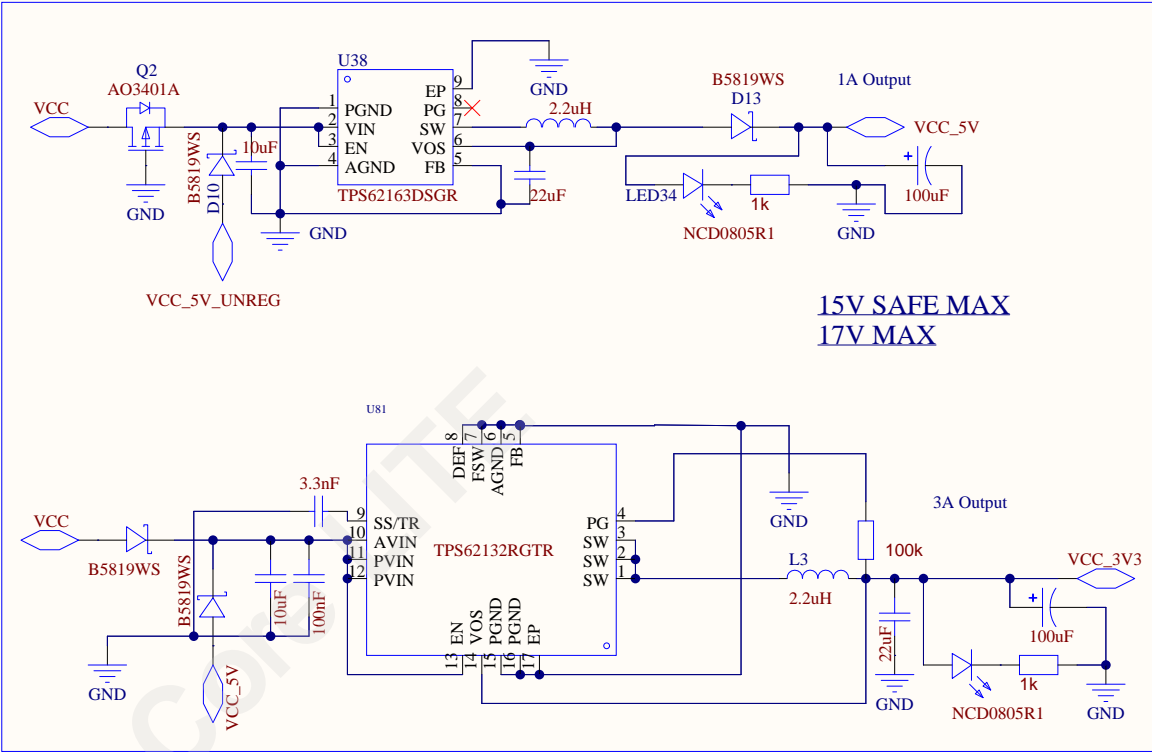 U38
Q2
AO3401A
VCC
B5819WS
D10
10uF
GND
VCC_5V_UNREG
1
PGND
2
VIN
3
EN
4
AGND
EP
9
PG
8
SW
7
VOS
6
FB
5
TPS62163DSGR
GND
GND
2.2uH
22uF
B5819WS
D13
1A Output
VCC_5V
+
100uF
LED34
1k
NCD0805R1
GND
15V SAFE MAX
17V MAX
U81
8
7
6
5
DEF
FSW
AGND
FB
3.3nF
VCC
B5819WS
B5819WS
10uF
100nF
GND
VCC_5V
9
SS/TR
10
AVIN
11
PVIN
12
PVIN
TPS62132RGTR
PG
4
SW
3
SW
2
SW
1
EN
VOS
PGND
PGND
EP
13
14
15
16
17
GND
100k
3A Output
L3
2.2uH
VCC_3V3
22uF
GND
+
100uF
1k
NCD0805R1
GND
Core UTE